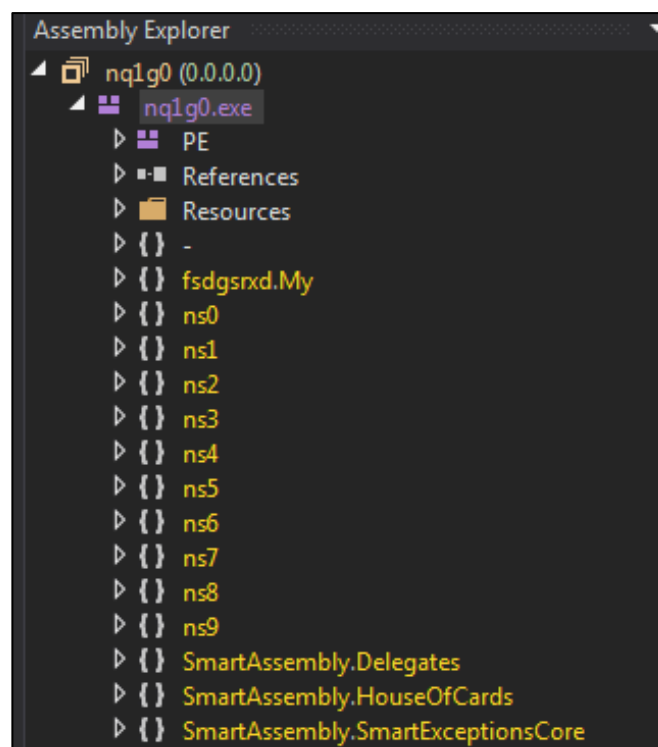 Assembly Explorer
nq1g0 (0.0.0.0)
nq1g0.exe
PE
References
Resources
{ } -
{ } fsdgsrxd.My
{ } ns0
{ } ns1
{ } ns2
{ } ns3
{ } ns4
{ } ns5
{ } ns6
{ } ns7
{ } ns8
{ } ns9
{ } SmartAssembly.Delegates
{ } SmartAssembly.HouseOfCards
{ } SmartAssembly.SmartExceptionsCore